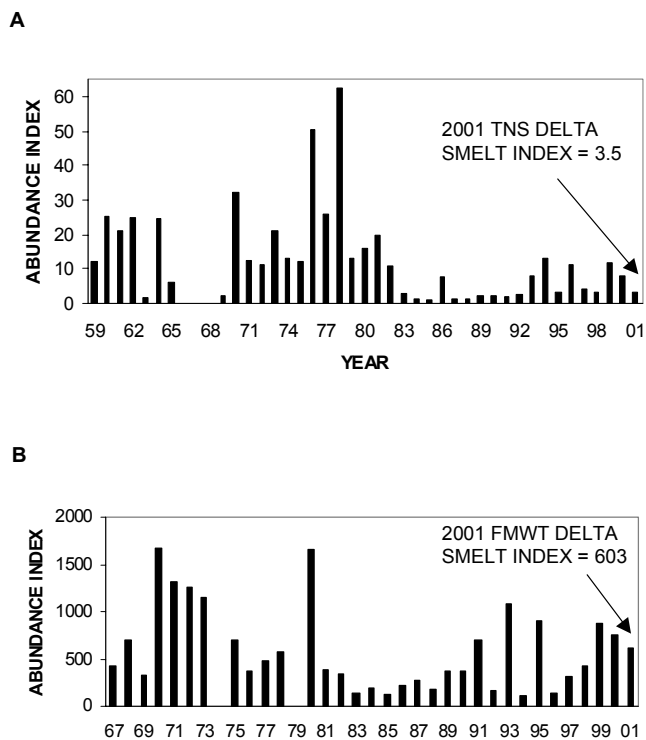 A
ABUNDANCE INDEX
60
50
40
30
20
10
0
2001 TNS DELTA
SMELT INDEX = 3.5
59 62 65 68 71 74 77 80 83 86 89 92 95 98 01
YEAR
B
ABUNDANCE INDEX
2000
1500
1000
500
0
2001 FMWT DELTA
SMELT INDEX = 603
67 69 71 73 75 77 79 81 83 85 87 89 91 93 95 97 99 01